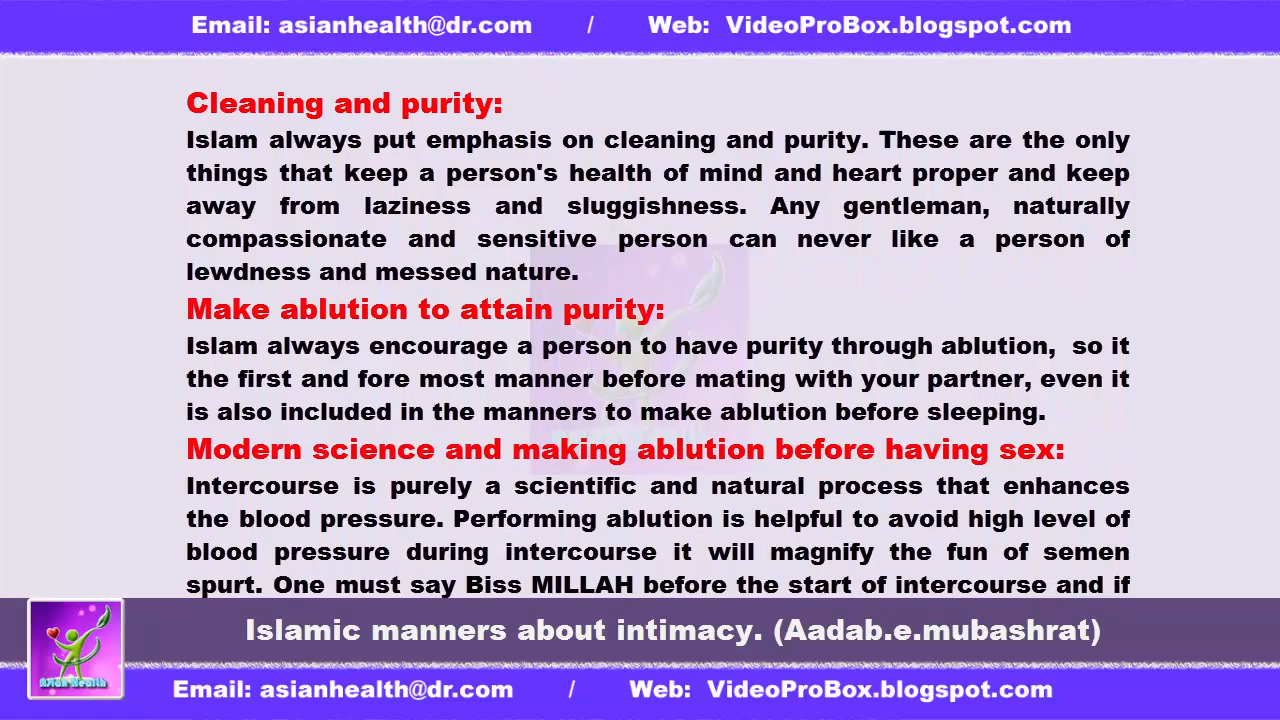 Email: asianhealth@dr.com / Web: VideoProBox.blogspot.com
Cleaning and purity:
Islam always put emphasis on cleaning and purity. These are the only
things that keep a person's health of mind and heart proper and keep
away from laziness and sluggishness. Any gentleman, naturally
compassionate and sensitive person can never like a person of
lewdness and messed nature.
Make ablution to attain purity:
Islam always encourage a person to have purity through ablution, so it
the first and fore most manner before mating with your partner, even it
is also included in the manners to make ablution before sleeping.
Modern science and making ablution before having sex:
Intercourse is purely a scientific and natural process that enhances
the blood pressure. Performing ablution is helpful to avoid high level of
blood pressure during intercourse it will magnify the fun of semen
spurt. One must say Biss MILLAH before the start of intercourse and if
Islamic manners about intimacy. (Aadab.e.mubashrat)
Asian Health
Email: asianhealth@dr.com / Web: VideoProBox.blogspot.com